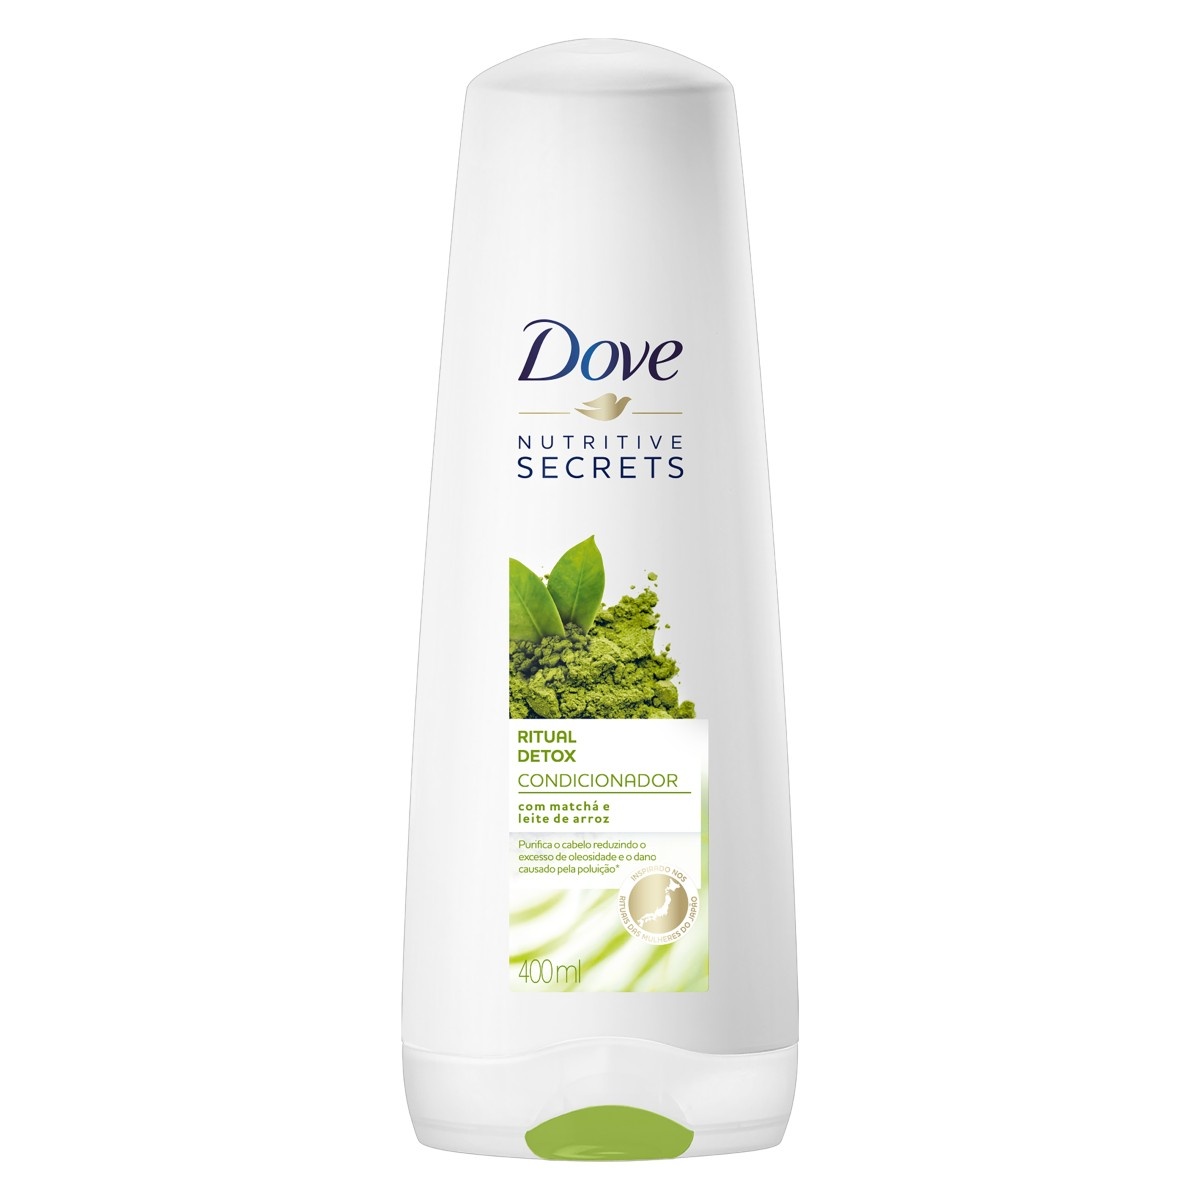 Dove
NUTRITIVE
SECRETS
RITUAL
DETOX
CONDICIONADOR
com matchá e
leite de arroz
Purifica o cabelo reduzindo o
excesso de oleosidade e o dano
causado pela poluição*
INSPIRADO NOS
RITUAIS DAS MULHERES DO JAPÃO
400ml